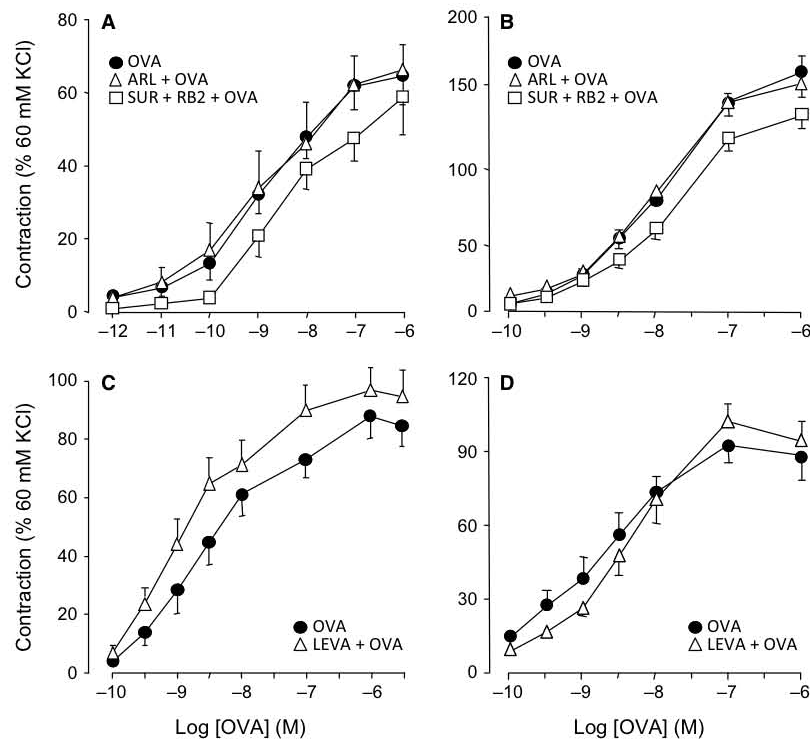 A
80
60
40
20
0
Contraction (% 60 mM KCl)
OVA
ARL + OVA
SUR + RB2 + OVA
–12 –11 –10 –9 –8 –7 –6
B
200
150
100
50
0
OVA
ARL + OVA
SUR + RB2 + OVA
–10 –9 –8 –7 –6
C
100
80
60
40
20
0
Contraction (% 60 mM KCl)
OVA
LEVA + OVA
–10 –9 –8 –7 –6
Log [OVA] (M)
D
120
90
60
30
0
OVA
LEVA + OVA
–10 –9 –8 –7 –6
Log [OVA] (M)